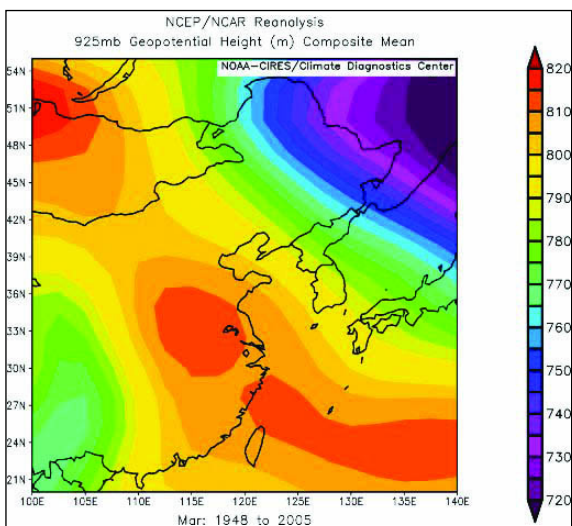 NCEP/NCAR Reanalysis
925mb Geopotential Height (m) Composite Mean
NOAA-CIRES/Climate Diagnostics Center
54N
51N
48N
45N
42N
39N
36N
33N
30N
27N
24N
21N
100E 105E 110E 115E 120E 125E 130E 135E 140E
820
810
800
790
780
770
760
750
740
730
720
Mar: 1948 to 2005